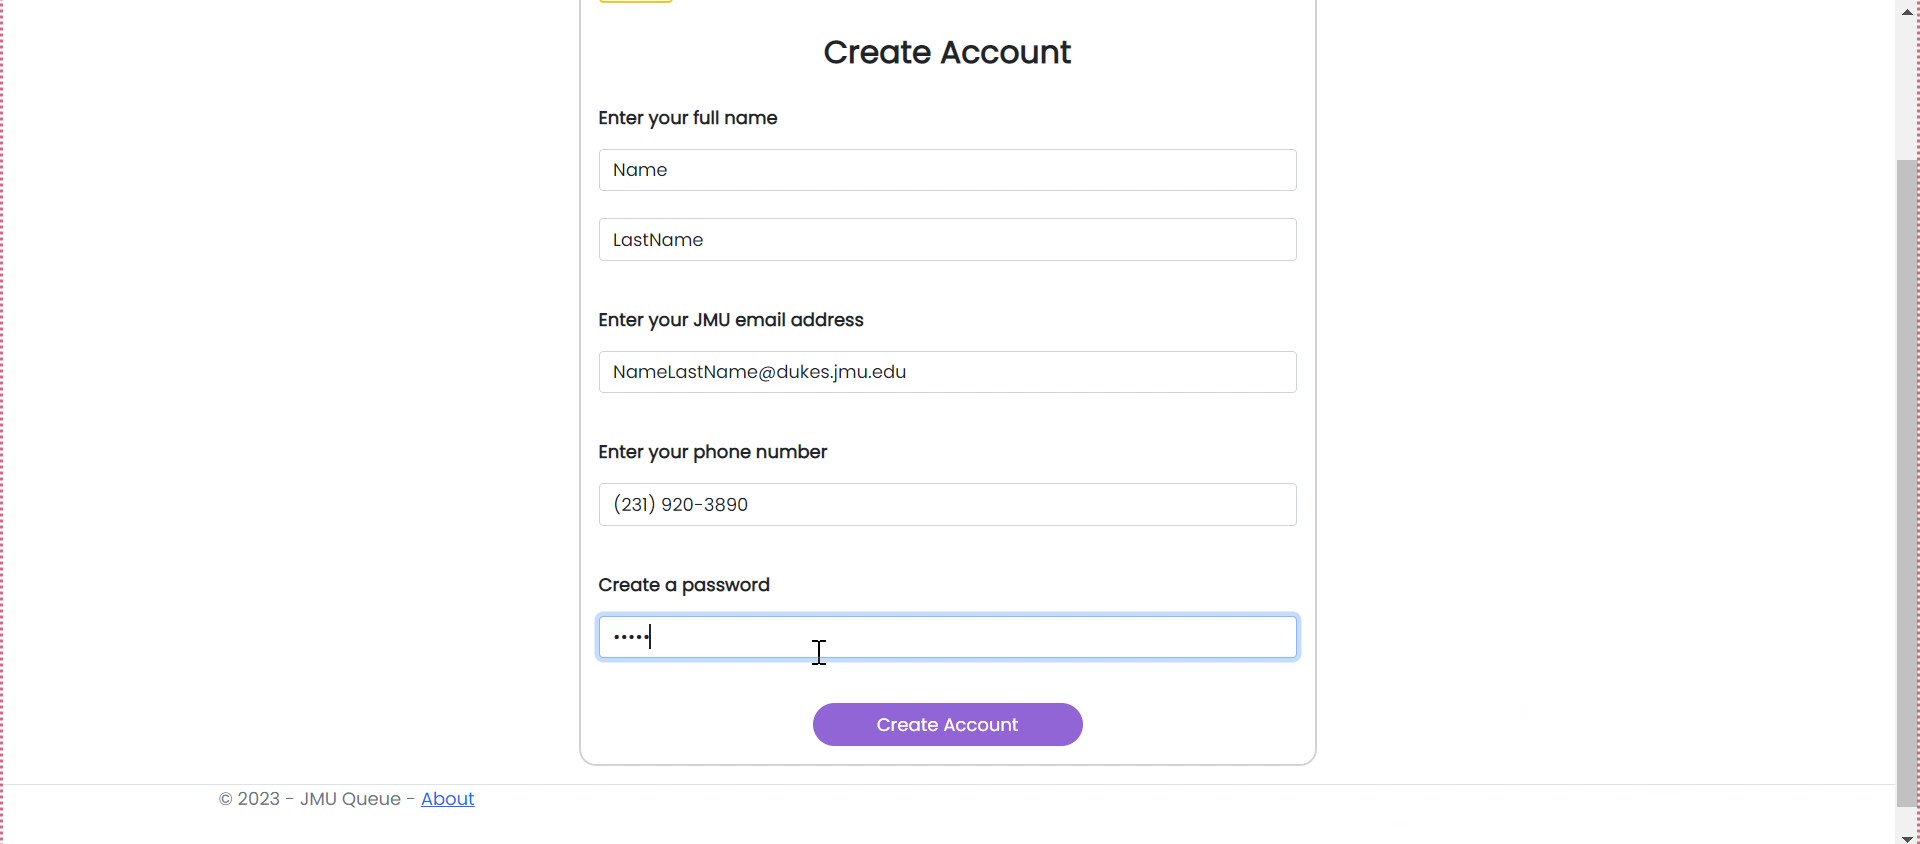 Create Account
Enter your full name
Name
LastName
Enter your JMU email address
NameLastName@dukes.jmu.edu
Enter your phone number
(231) 920-3890
Create a password
•••••
Create Account
© 2023 - JMU Queue - About